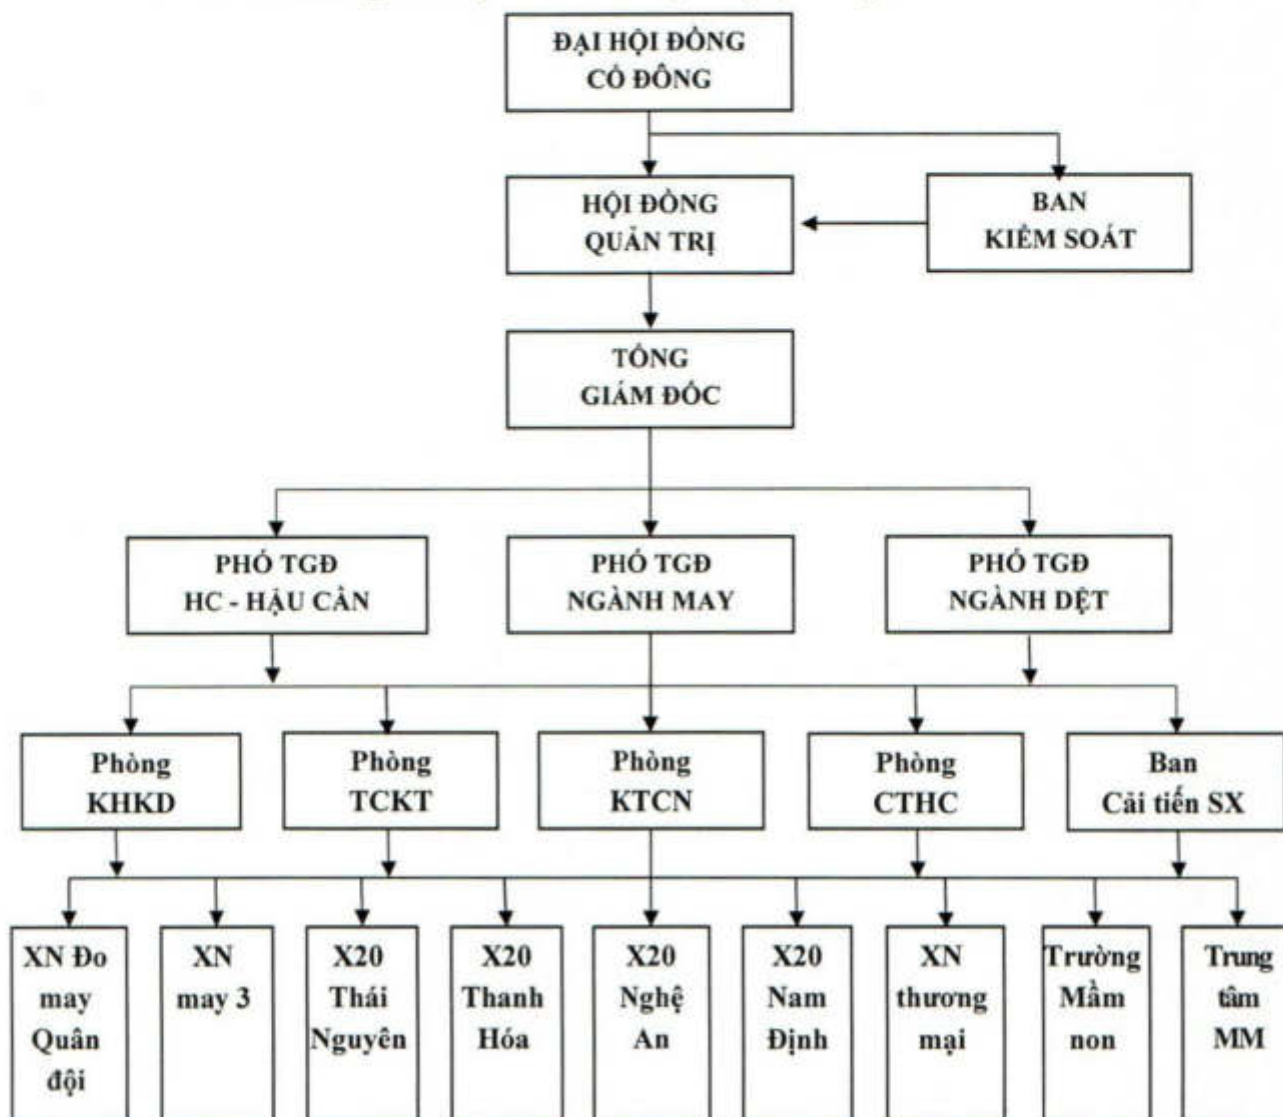 ĐẠI HỘI ĐỒNG
CỔ ĐÔNG
HỘI ĐỒNG
QUẢN TRỊ
BAN
KIỂM SOÁT
TỔNG
GIÁM ĐỐC
PHÓ TGĐ
HC - HẬU CẦN
PHÓ TGĐ
NGÀNH MAY
PHÓ TGĐ
NGÀNH DỆT
Phòng
KHKD
Phòng
TCKT
Phòng
KTCN
Phòng
CTHC
Ban
Cải tiến SX
XN Đo
may
Quân
đội
XN
may 3
X20
Thái
Nguyên
X20
Thanh
Hóa
X20
Nghệ
An
X20
Nam
Định
XN
thương
mại
Trường
Mầm
non
Trung
tâm
MM